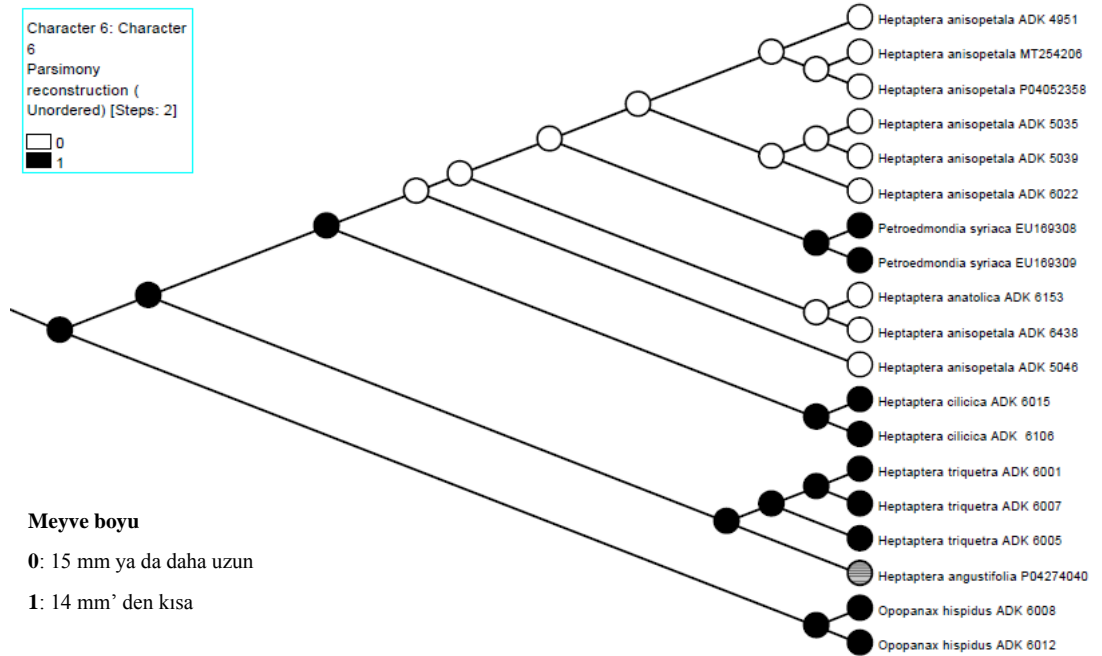 Character 6: Character
6
Parsimony
reconstruction (
Unordered) [Steps: 2]
0
1
Heptaptera anisopetala ADK 4951
Heptaptera anisopetala MT254206
Heptaptera anisopetala P04052358
Heptaptera anisopetala ADK 5035
Heptaptera anisopetala ADK 5039
Heptaptera anisopetala ADK 6022
Petroedmondia syriaca EU169308
Petroedmondia syriaca EU169309
Heptaptera anatolica ADK 6153
Heptaptera anisopetala ADK 6438
Heptaptera anisopetala ADK 5046
Heptaptera cilicica ADK 6015
Heptaptera cilicica ADK 6106
Heptaptera triquetra ADK 6001
Heptaptera triquetra ADK 6007
Heptaptera triquetra ADK 6005
Heptaptera angustifolia P04274040
Opopanax hispidus ADK 6008
Opopanax hispidus ADK 6012
Meyve boyu
0: 15 mm ya da daha uzun
1: 14 mm’ den kısa